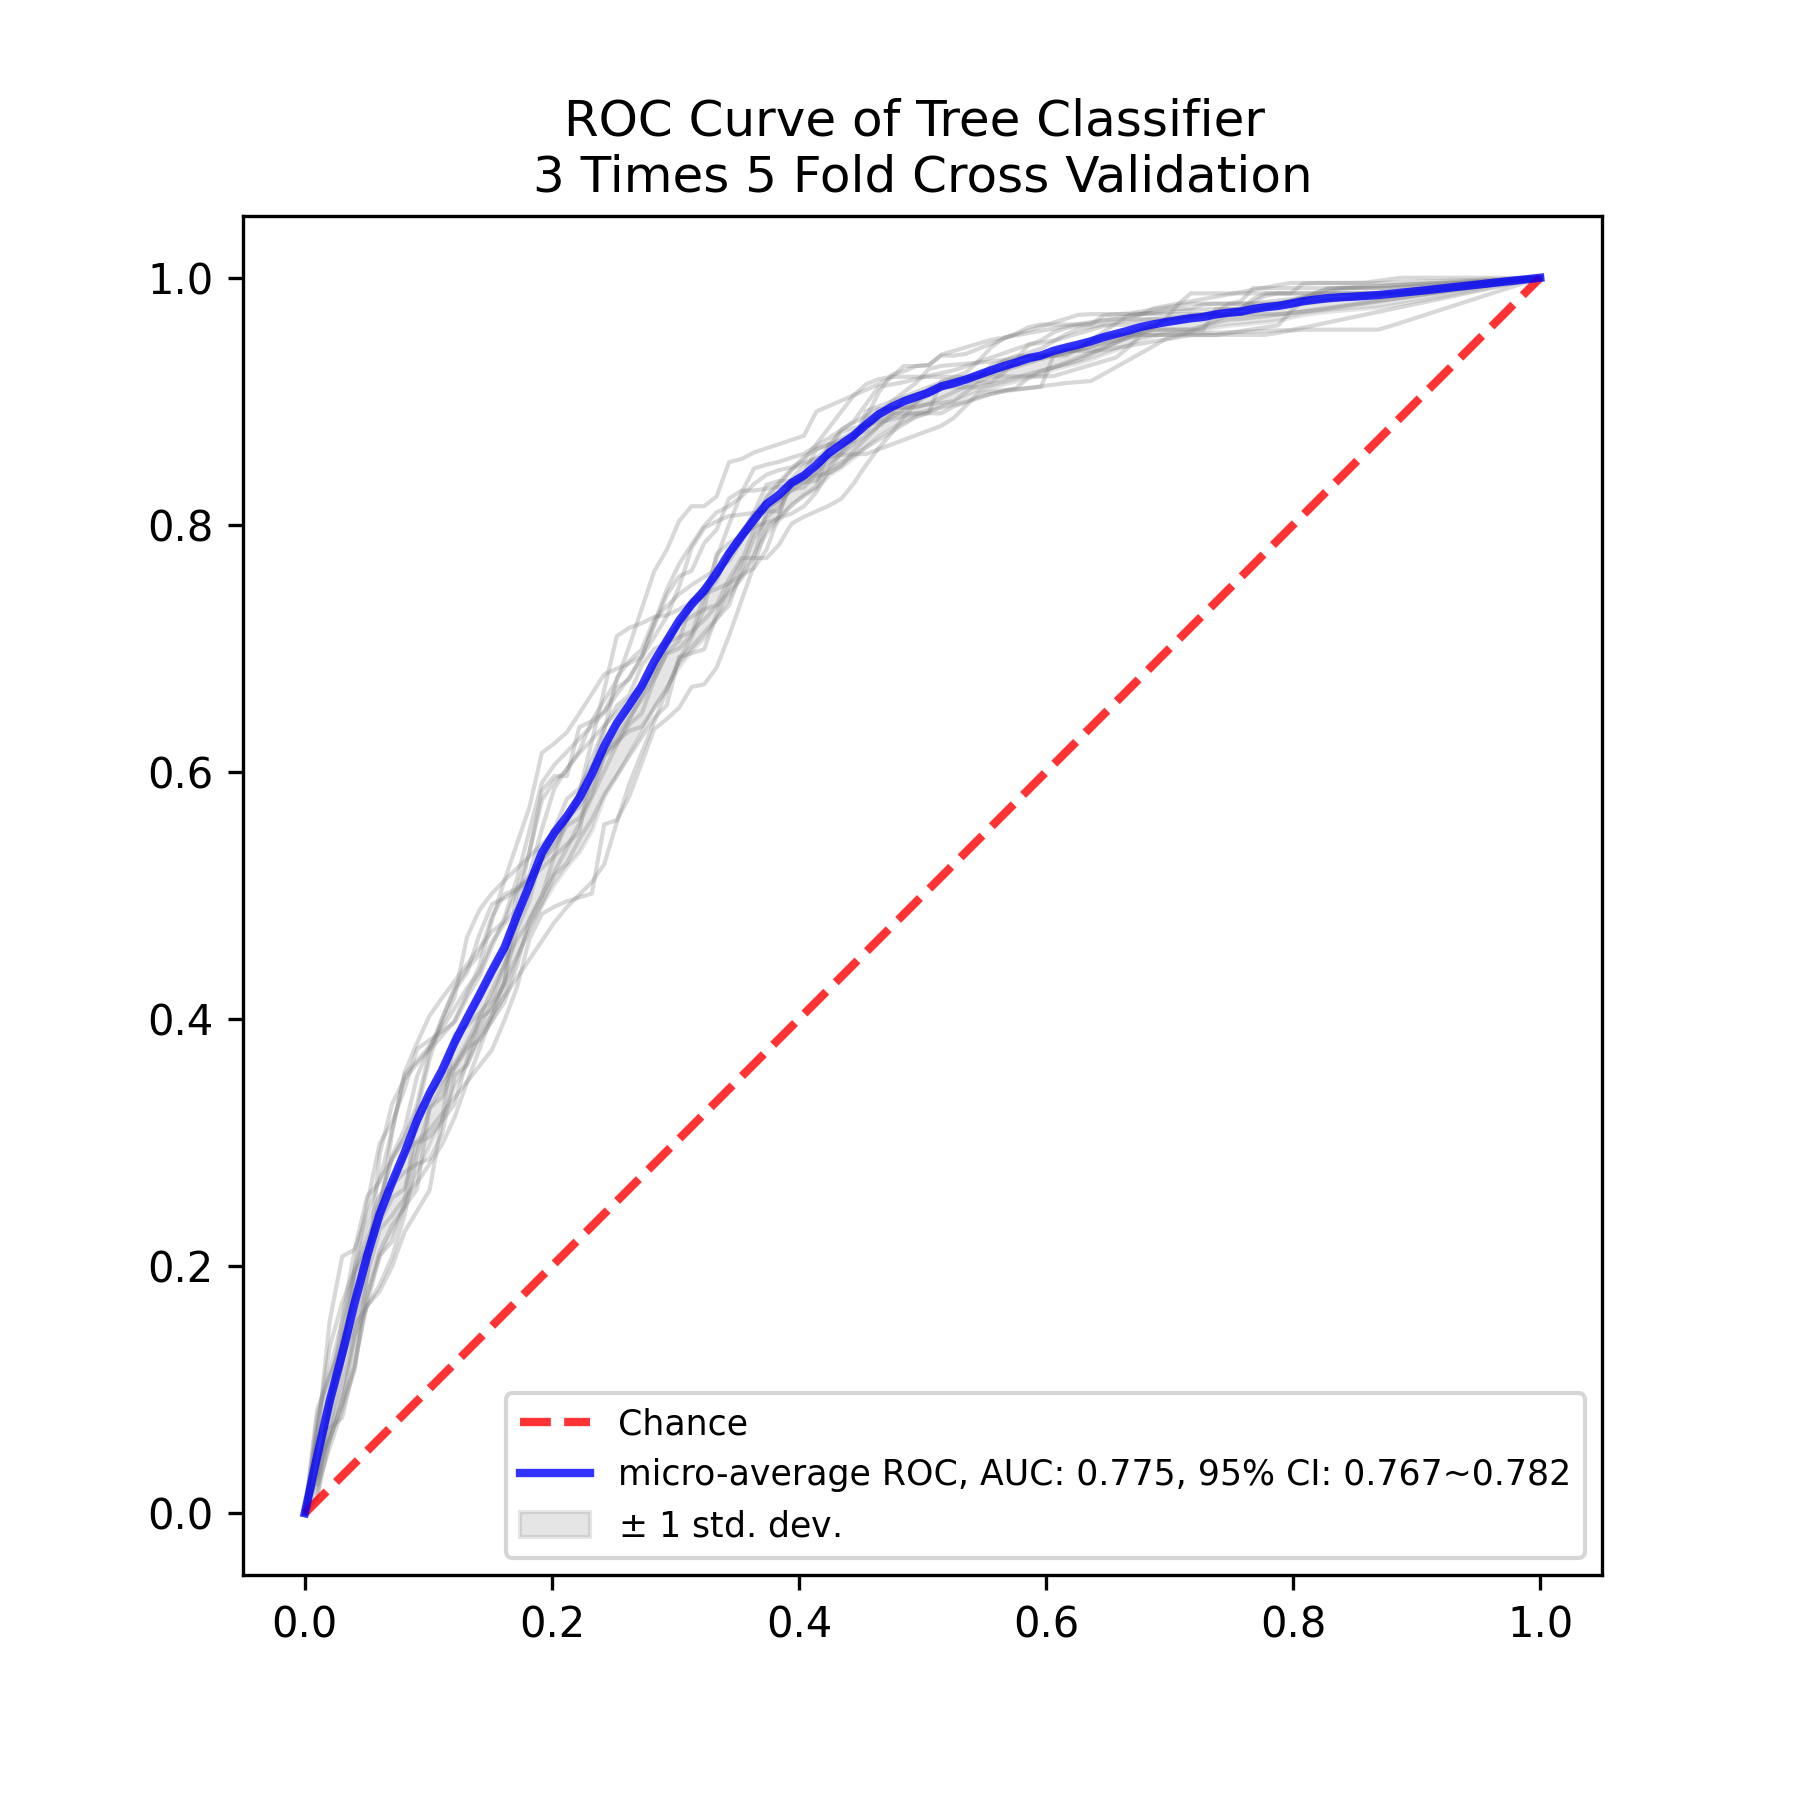 ROC Curve of Tree Classifier
3 Times 5 Fold Cross Validation
1.0
0.8
0.6
0.4
0.2
0.0
Chance
micro-average ROC, AUC: 0.775, 95% CI: 0.767~0.782
± 1 std. dev.
0.0 0.2 0.4 0.6 0.8 1.0